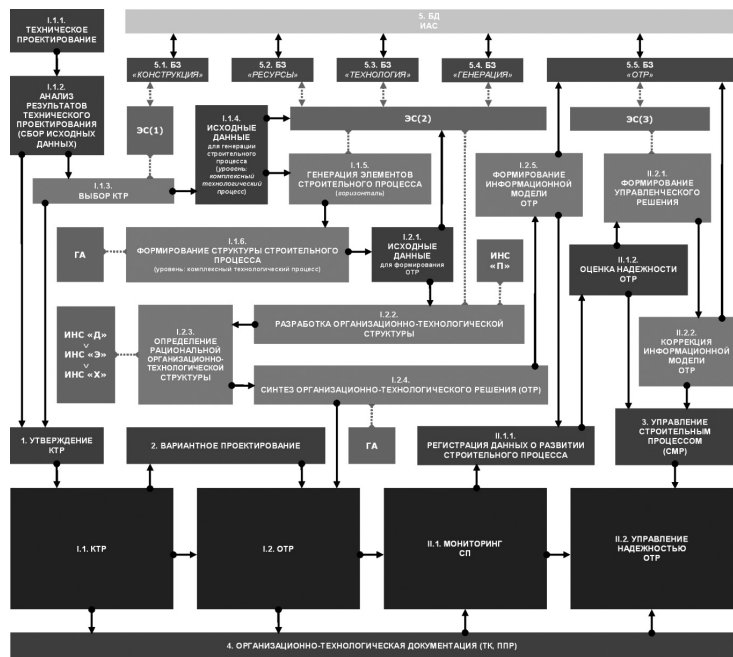 I.1.1.
ТЕХНИЧЕСКОЕ
ПРОЕКТИРОВАНИЕ
5. БД
ИАС
5.1. БЗ
«КОНСТРУКЦИЯ»
5.2. БЗ
«РЕСУРСЫ»
5.3. БЗ
«ТЕХНОЛОГИЯ»
5.4. БЗ
«ГЕНЕРАЦИЯ»
5.5. БЗ
«ОТР»
I.1.2.
АНАЛИЗ
РЕЗУЛЬТАТОВ
ТЕХНИЧЕСКОГО
ПРОЕКТИРОВАНИЯ
(СБОР ИСХОДНЫХ
ДАННЫХ)
ЭС(1)
I.1.4.
ИСХОДНЫЕ
ДАННЫЕ
для генерации
строительного
процесса
(уровень:
комплексный
технологический
процесс)
ЭС(2)
ЭС(3)
I.1.3.
ВЫБОР КТР
I.1.5.
ГЕНЕРАЦИЯ ЭЛЕМЕНТОВ
СТРОИТЕЛЬНОГО ПРОЦЕССА
(горизонталь)
I.2.5.
ФОРМИРОВАНИЕ
ИНФОРМАЦИОННОЙ
МОДЕЛИ
ОТР
II.2.1.
ФОРМИРОВАНИЕ
УПРАВЛЕНЧЕСКОГО
РЕШЕНИЯ
ГА
I.1.6.
ФОРМИРОВАНИЕ СТРУКТУРЫ СТРОИТЕЛЬНОГО
ПРОЦЕССА
(уровень: комплексный технологический процесс)
I.2.1.
ИСХОДНЫЕ
ДАННЫЕ
для формирования
ОТР
ИНС
«П»
II.1.2.
ОЦЕНКА НАДЕЖНОСТИ
ОТР
ИНС «Д»
v
ИНС «Э»
v
ИНС «Х»
I.2.3.
ОПРЕДЕЛЕНИЕ
РАЦИОНАЛЬНОЙ
ОРГАНИЗАЦИОННО-
ТЕХНОЛОГИЧЕСКОЙ
СТРУКТУРЫ
I.2.2.
РАЗРАБОТКА ОРГАНИЗАЦИОННО-ТЕХНОЛОГИЧЕСКОЙ
СТРУКТУРЫ
II.2.2.
КОРРЕКЦИЯ
ИНФОРМАЦИОННОЙ
МОДЕЛИ
ОТР
I.2.4.
СИНТЕЗ ОРГАНИЗАЦИОННО-ТЕХНОЛОГИЧЕСКОГО РЕШЕНИЯ (ОТР)
1. УТВЕРЖДЕНИЕ
КТР
2. ВАРИАНТНОЕ ПРОЕКТИРОВАНИЕ
ГА
II.1.1.
РЕГИСТРАЦИЯ ДАННЫХ О РАЗВИТИИ
СТРОИТЕЛЬНОГО ПРОЦЕССА
3. УПРАВЛЕНИЕ
СТРОИТЕЛЬНЫМ
ПРОЦЕССОМ
(СМР)
I.1. КТР
I.2. ОТР
II.1. МОНИТОРИНГ
СП
II.2. УПРАВЛЕНИЕ
НАДЕЖНОСТЬЮ
ОТР
4. ОРГАНИЗАЦИОННО-ТЕХНОЛОГИЧЕСКАЯ ДОКУМЕНТАЦИЯ (ТК, ППР)